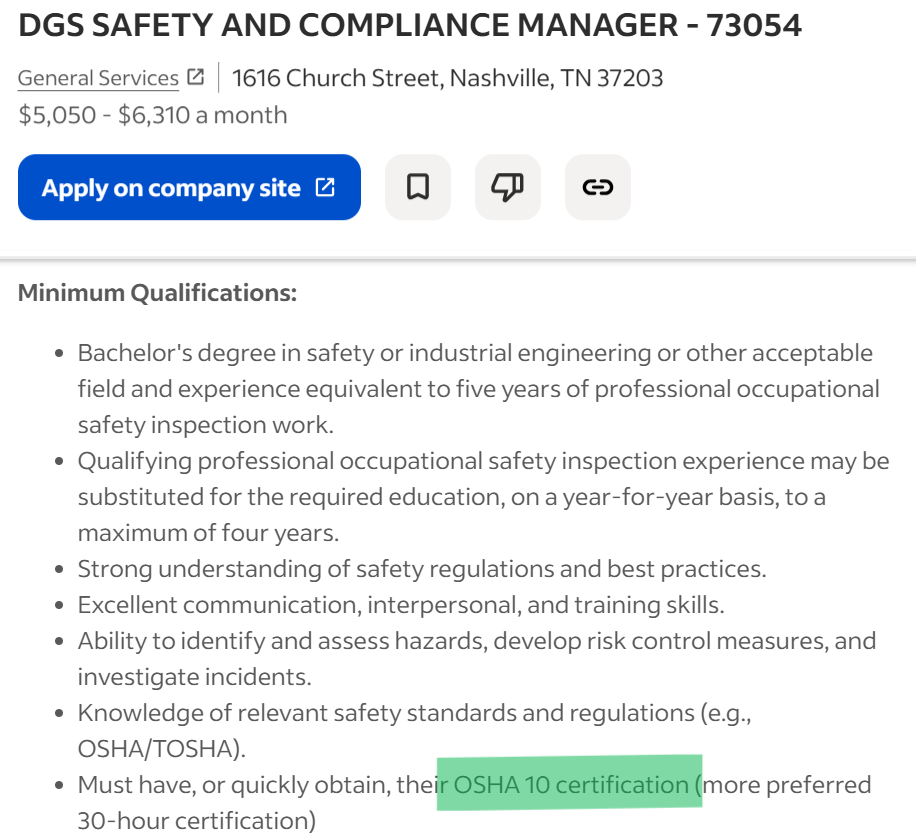 DGS SAFETY AND COMPLIANCE MANAGER - 73054
General Services | 1616 Church Street, Nashville, TN 37203
$5,050 - $6,310 a month
Apply on company site
Minimum Qualifications:
• Bachelor's degree in safety or industrial engineering or other acceptable
field and experience equivalent to five years of professional occupational
safety inspection work.
• Qualifying professional occupational safety inspection experience may be
substituted for the required education, on a year-for-year basis, to a
maximum of four years.
• Strong understanding of safety regulations and best practices.
• Excellent communication, interpersonal, and training skills.
• Ability to identify and assess hazards, develop risk control measures, and
investigate incidents.
• Knowledge of relevant safety standards and regulations (e.g.,
OSHA/TOSHA).
• Must have, or quickly obtain, their OSHA 10 certification (more preferred
30-hour certification)